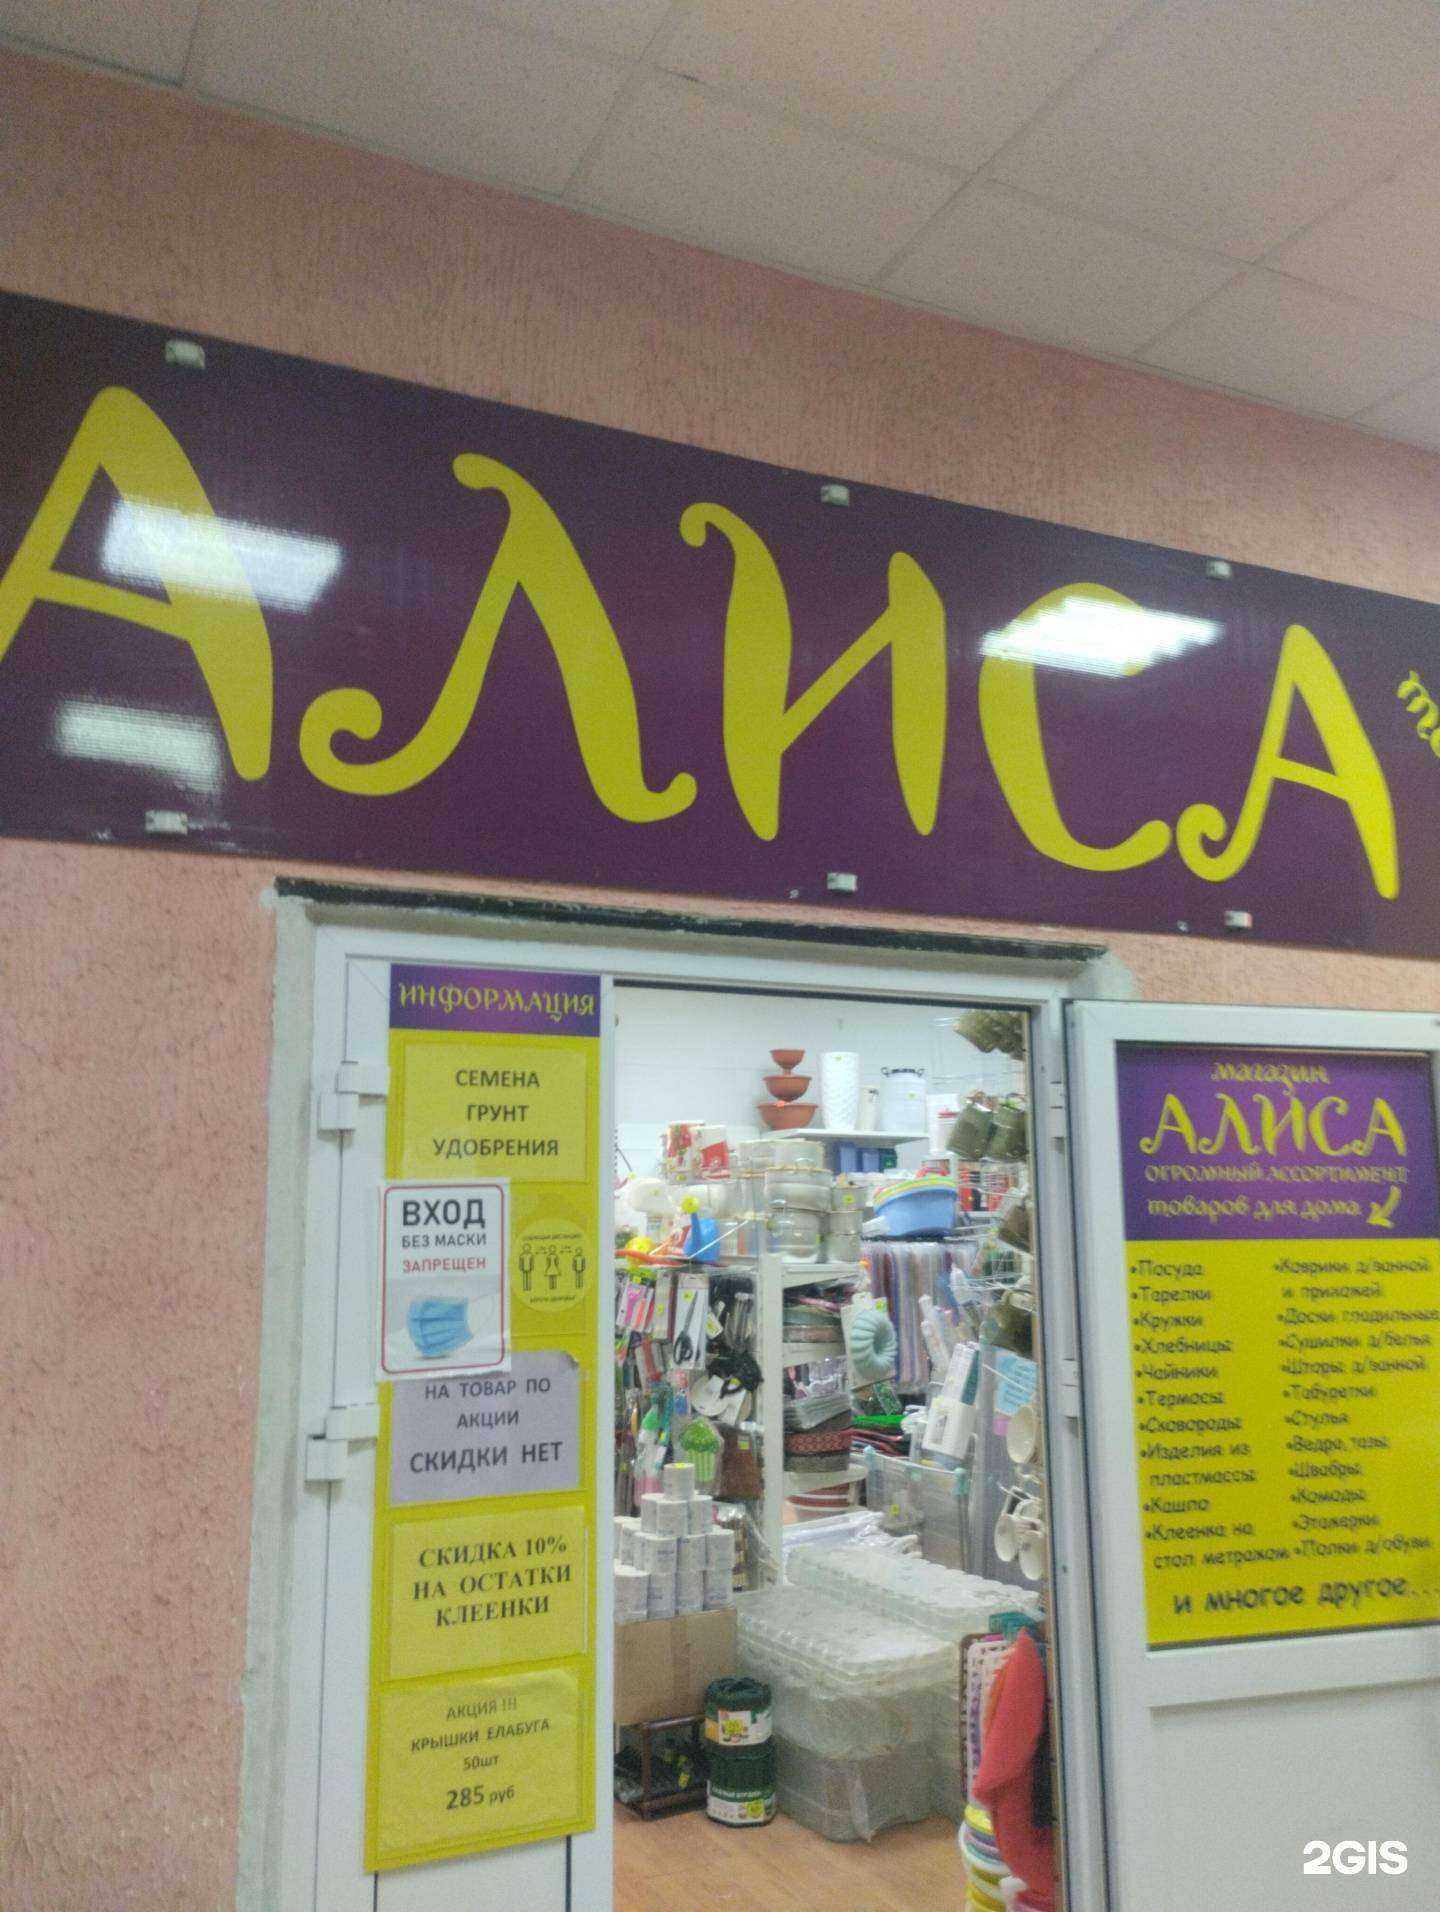 АЛИСА
ИНФОРМАЦИЯ
СЕМЕНА
ГРУНТ
УДОБРЕНИЯ
ВХОД
БЕЗ МАСКИ
ЗАПРЕЩЕН
НА ТОВАР ПО
АКЦИИ
СКИДКИ НЕТ
СКИДКА 10%
НА ОСТАТКИ
КЛЕЕНКИ
АКЦИЯ !!!
КРЫШКИ ЕЛАБУГА
50шт
285 руб
магазин
АЛИСА
ОГРОМНЫЙ АССОРТИМЕНТ
товаров для дома
•Посуда
•Тарелки
•Кружки
•Хлебницы
•Чайники
•Термосы
•Сковороды
•Изделия из
пластмассы
•Кашпо
•Клеенка на
стол метражом
•Коврики д/ванной
и прихожей
•Доски гладильные
•Сушилки д/белья
•Шторы д/ванной
•Табуретки
•Стулья
•Ведра, тазы
•Швабры
•Комоды
•Этажерки
•Полки д/обуви
и многое другое...
2GIS